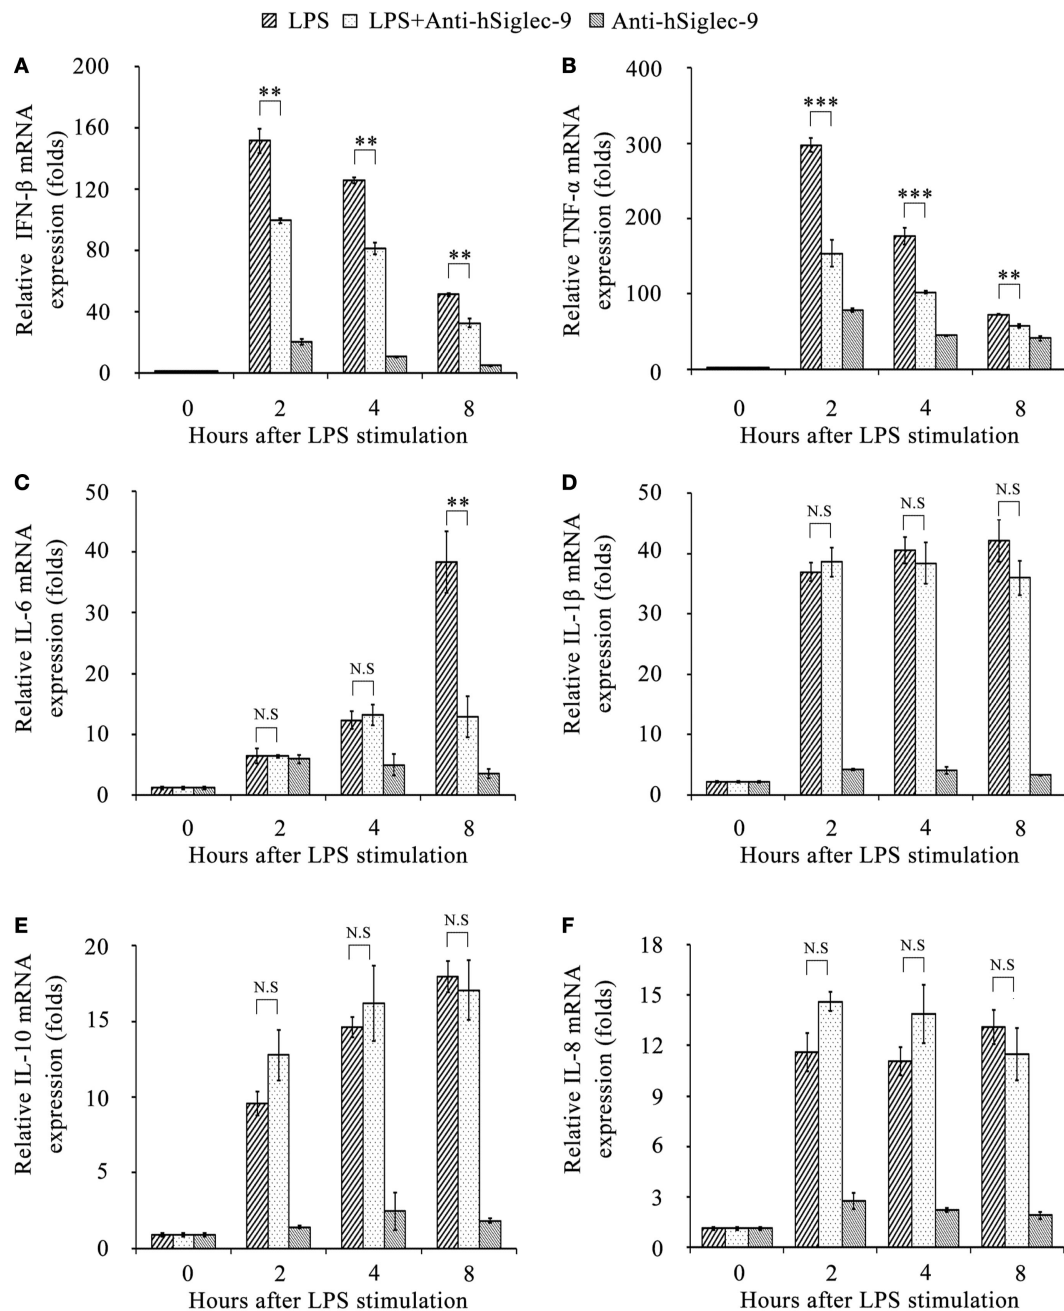 LPS LPS+Anti-hSiglec-9 Anti-hSiglec-9
A
Relative IFN-β mRNA
expression (folds)
200
160
120
80
40
0
**
**
**
0 2 4 8
Hours after LPS stimulation
B
Relative TNF-α mRNA
expression (folds)
400
300
200
100
0
***
***
**
0 2 4 8
Hours after LPS stimulation
C
Relative IL-6 mRNA
expression (folds)
50
40
30
20
10
0
N.S
N.S
**
0 2 4 8
Hours after LPS stimulation
D
Relative IL-1β mRNA
expression (folds)
50
40
30
20
10
0
N.S
N.S
N.S
0 2 4 8
Hours after LPS stimulation
E
Relative IL-10 mRNA
expression (folds)
20
15
10
5
0
N.S
N.S
N.S
0 2 4 8
Hours after LPS stimulation
F
Relative IL-8 mRNA
expression (folds)
18
15
12
9
6
3
0
N.S
N.S
N.S
0 2 4 8
Hours after LPS stimulation